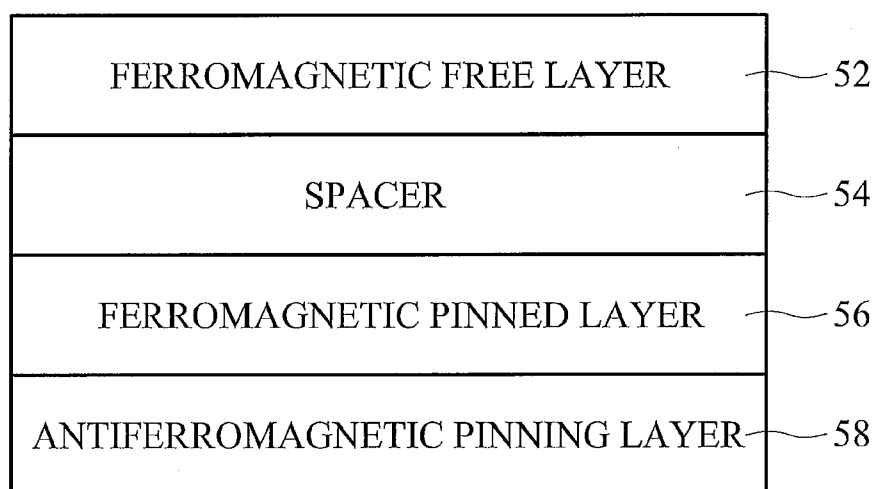 FERROMAGNETIC FREE LAYER 52
SPACER 54
FERROMAGNETIC PINNED LAYER 56
ANTIFERROMAGNETIC PINNING LAYER 58